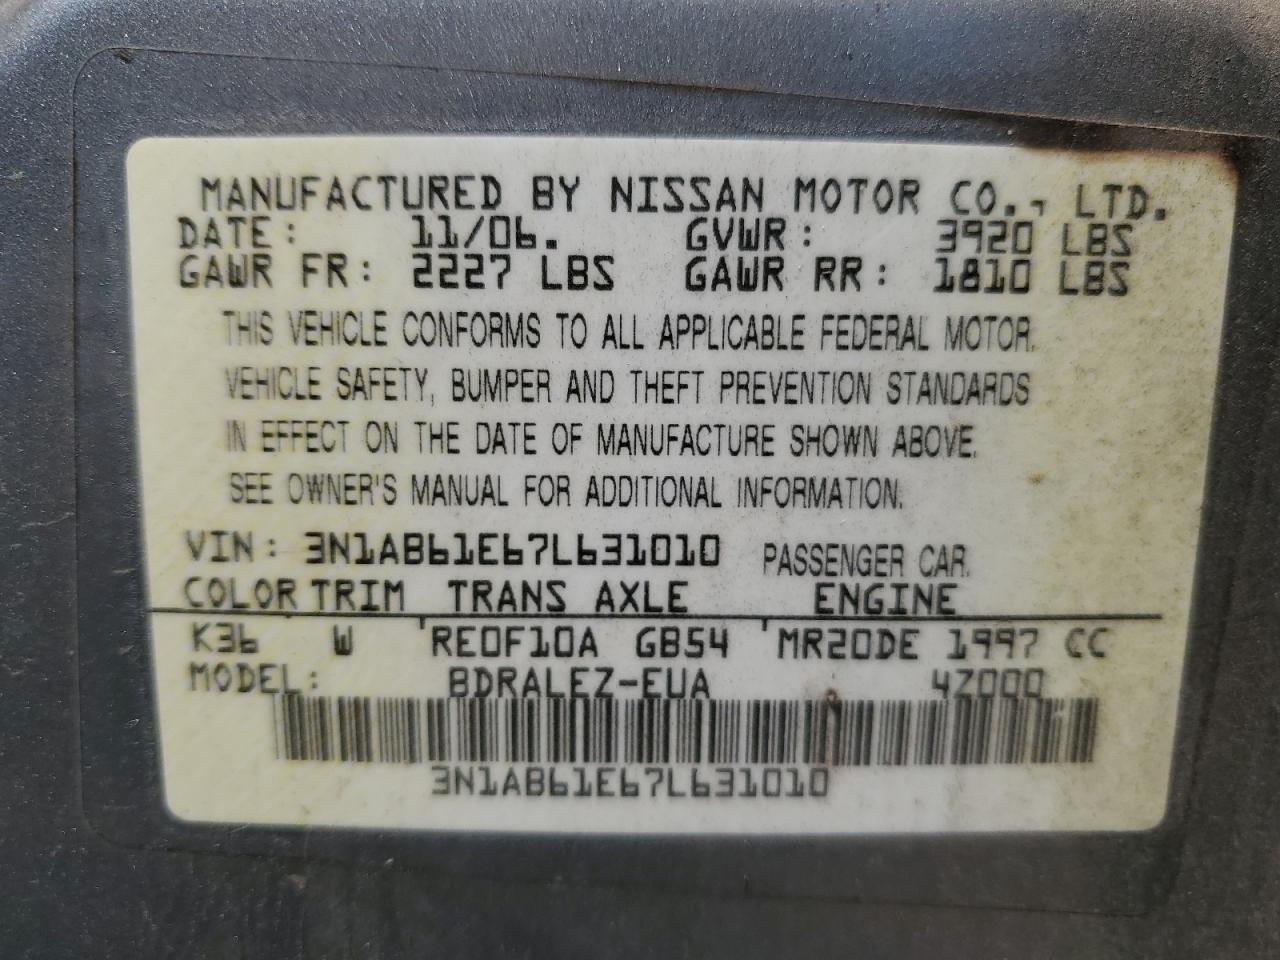 MANUFACTURED BY NISSAN MOTOR CO., LTD.
DATE: 11/06. GVWR: 3920 LBS
GAWR FR: 2227 LBS GAWR RR: 1810 LBS
THIS VEHICLE CONFORMS TO ALL APPLICABLE FEDERAL MOTOR
VEHICLE SAFETY, BUMPER AND THEFT PREVENTION STANDARDS
IN EFFECT ON THE DATE OF MANUFACTURE SHOWN ABOVE.
SEE OWNER'S MANUAL FOR ADDITIONAL INFORMATION.
VIN: 3N1AB61E67L631010 PASSENGER CAR
COLOR TRIM TRANS AXLE ENGINE
K36 W RE0F10A GB54 MR20DE 1997 CC
MODEL: BDRALEZ-EUA 4Z000
3N1AB61E67L631010